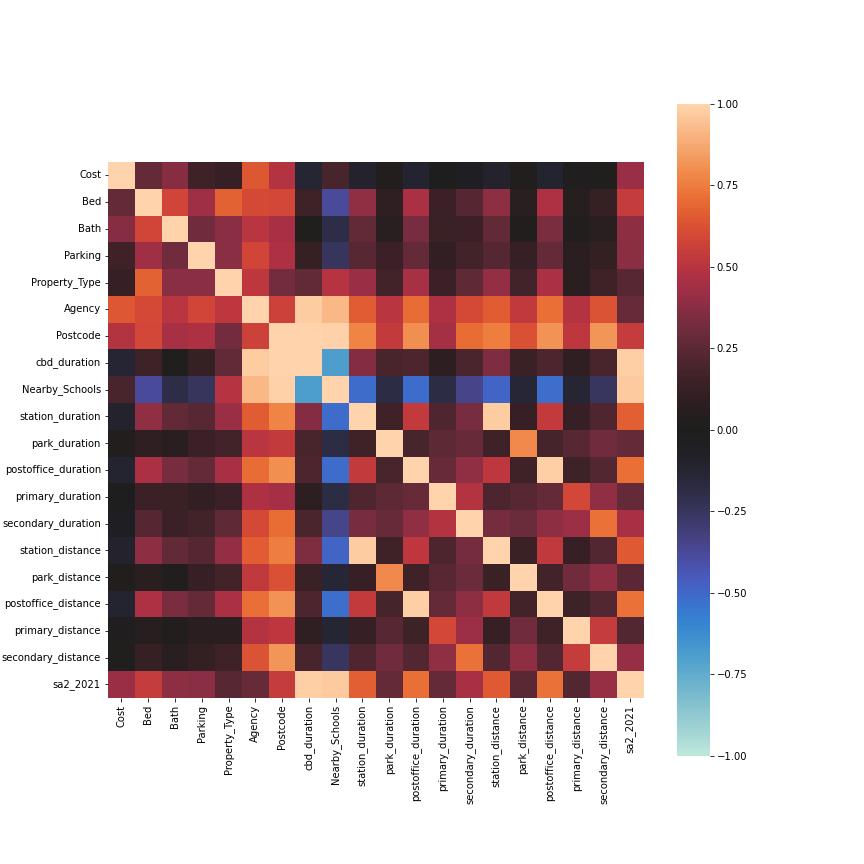 Cost
Bed
Bath
Parking
Property_Type
Agency
Postcode
cbd_duration
Nearby_Schools
station_duration
park_duration
postoffice_duration
primary_duration
secondary_duration
station_distance
park_distance
postoffice_distance
primary_distance
secondary_distance
sa2_2021
Cost
Bed
Bath
Parking
Property_Type
Agency
Postcode
cbd_duration
Nearby_Schools
station_duration
park_duration
postoffice_duration
primary_duration
secondary_duration
station_distance
park_distance
postoffice_distance
primary_distance
secondary_distance
sa2_2021
1.00
0.75
0.50
0.25
0.00
−0.25
−0.50
−0.75
−1.00